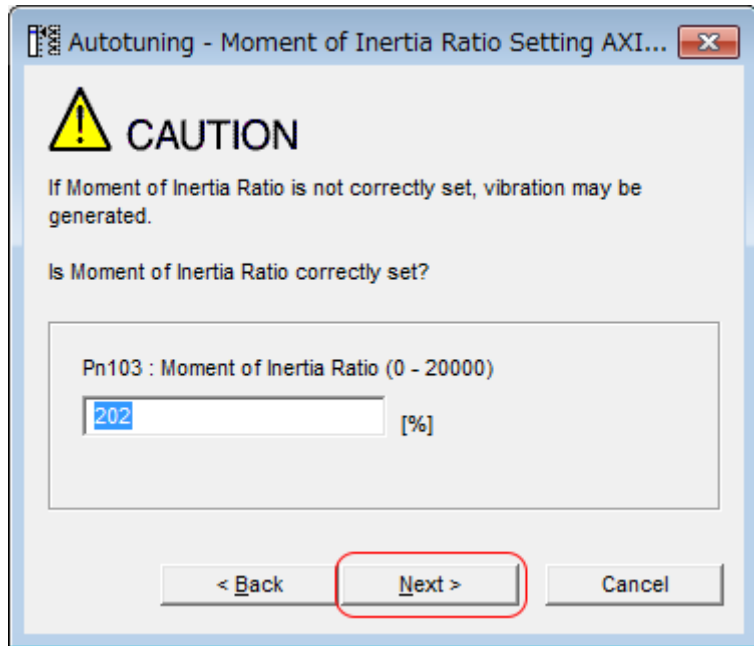 Autotuning - Moment of Inertia Ratio Setting AXI...
CAUTION
If Moment of Inertia Ratio is not correctly set, vibration may be
generated.
Is Moment of Inertia Ratio correctly set?
Pn103 : Moment of Inertia Ratio (0 - 20000)
202 [%]
< Back Next > Cancel